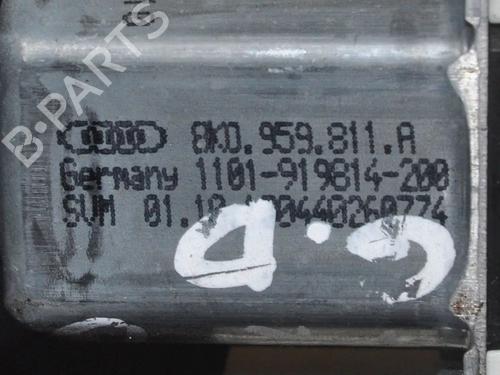 8K0.959.811.A
Germany 1101-919814-200
SVM 01.10
G.D
B-PARTS